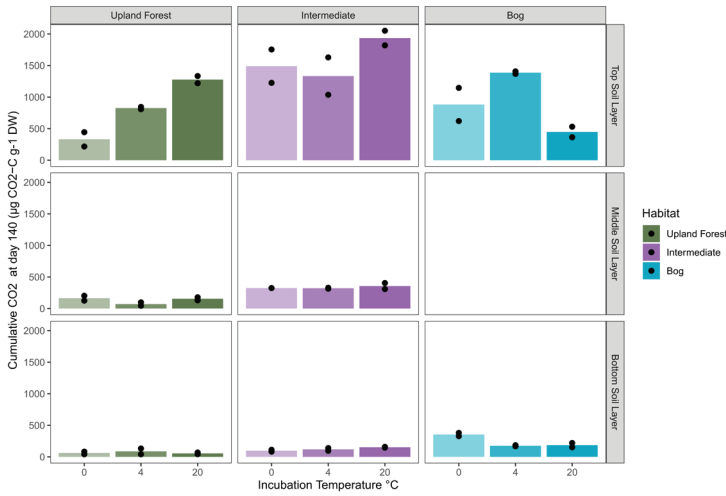 Upland Forest
Intermediate
Bog
Cumulative CO2  at day 140 (µg CO2−C g-1 DW)
2000
1500
1000
500
0
Top Soil Layer
2000
1500
1000
500
0
Middle Soil Layer
2000
1500
1000
500
0
Bottom Soil Layer
0 4 20 0 4 20 0 4 20
Incubation Temperature °C
Habitat
Upland Forest
Intermediate
Bog